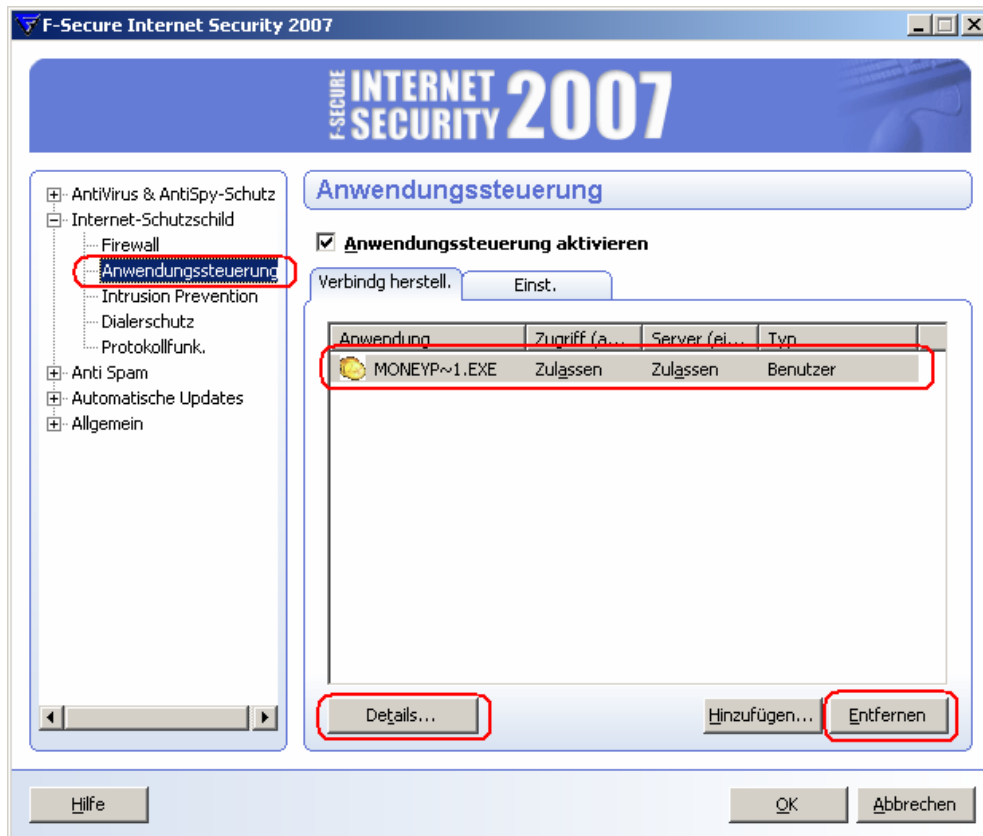 F-Secure Internet Security 2007
F-SECURE INTERNET SECURITY 2007
AntiVirus & AntiSpy-Schutz
Internet-Schutzschild
Firewall
Anwendungssteuerung
Intrusion Prevention
Dialerschutz
Protokollfunk.
Anti Spam
Automatische Updates
Allgemein
Anwendungssteuerung
Anwendungssteuerung aktivieren
Verbindg herstell. Einst.
Anwendung Zugriff (a... Server (ei... Typ
MONEYP~1.EXE Zulassen Zulassen Benutzer
Details... Hinzufügen... Entfernen
Hilfe OK Abbrechen